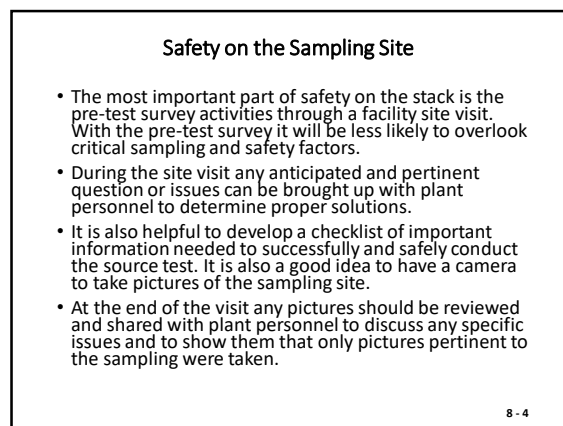 Safety on the Sampling Site
• The most important part of safety on the stack is the
pre-test survey activities through a facility site visit.
With the pre-test survey it will be less likely to overlook
critical sampling and safety factors.
• During the site visit any anticipated and pertinent
question or issues can be brought up with plant
personnel to determine proper solutions.
• It is also helpful to develop a checklist of important
information needed to successfully and safely conduct
the source test. It is also a good idea to have a camera
to take pictures of the sampling site.
• At the end of the visit any pictures should be reviewed
and shared with plant personnel to discuss any specific
issues and to show them that only pictures pertinent to
the sampling were taken.
8 - 4